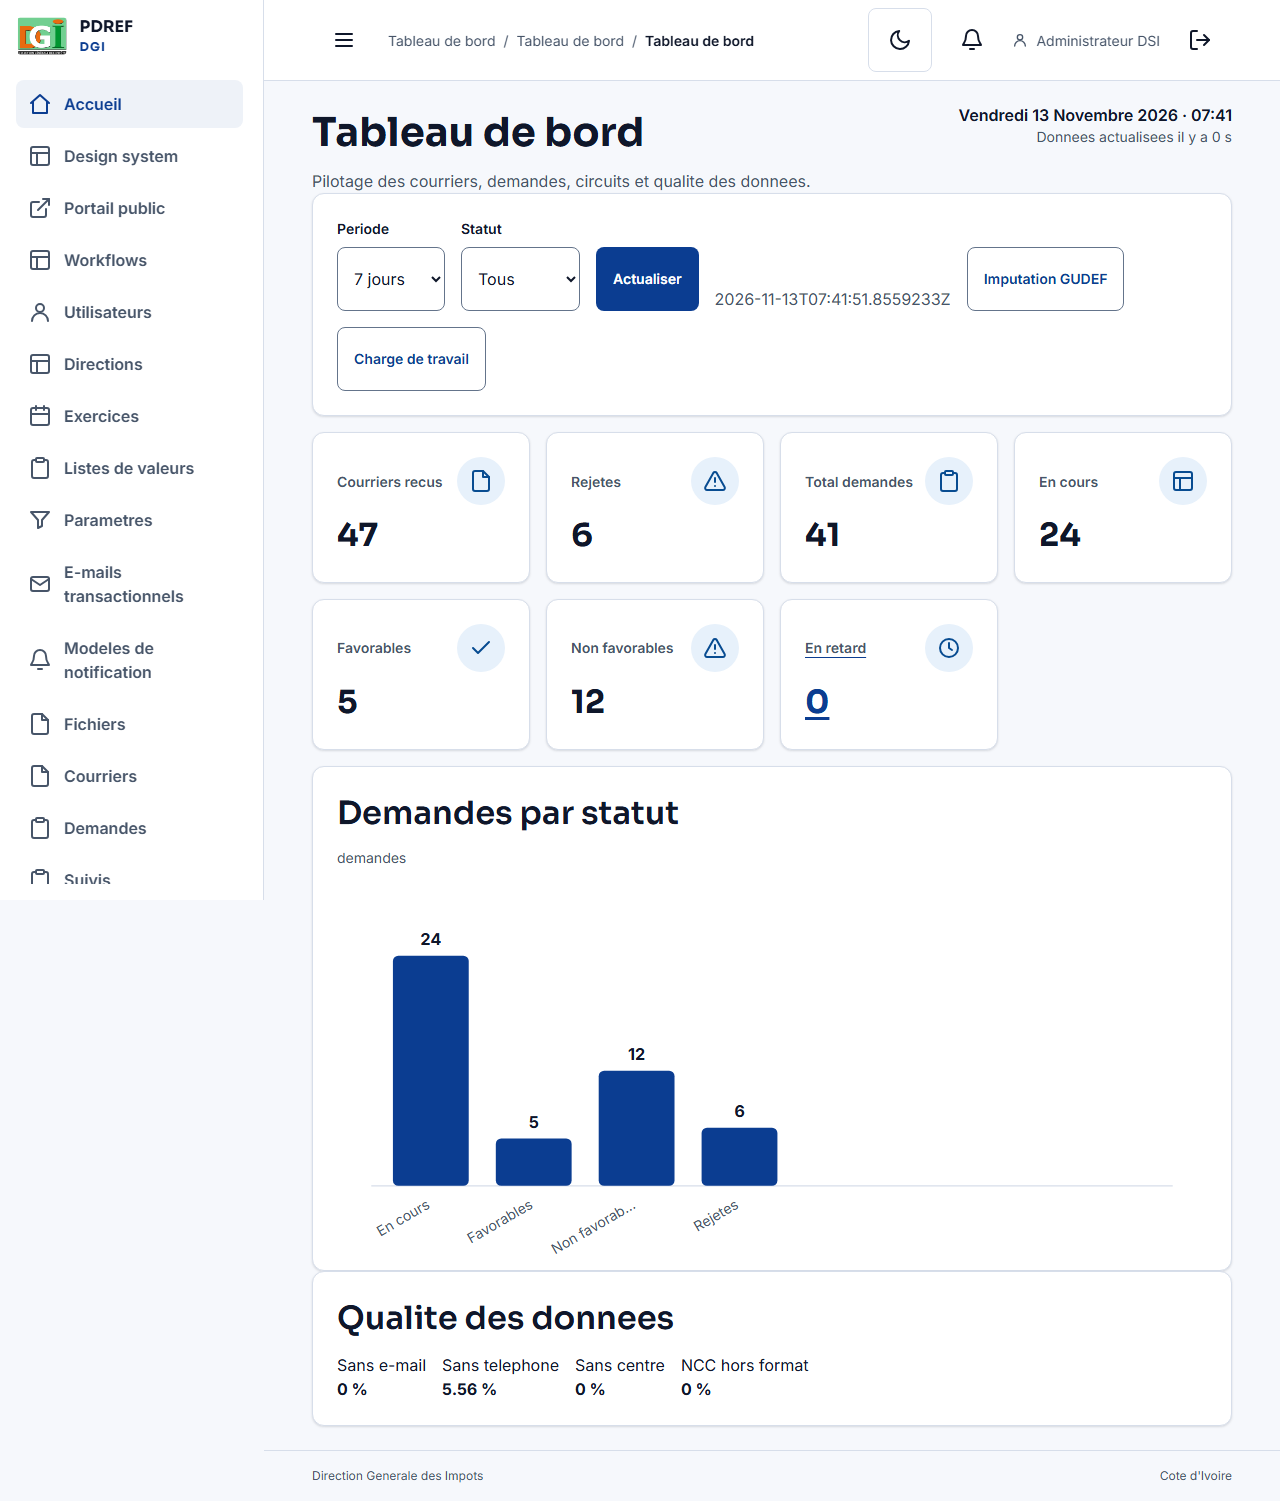 DGI
PDREF
DGI
Accueil
Design system
Portail public
Workflows
Utilisateurs
Directions
Exercices
Listes de valeurs
Parametres
E-mails
transactionnels
Modeles de
notification
Fichiers
Courriers
Demandes
Suivis
Tableau de bord / Tableau de bord / Tableau de bord
Administrateur DSI
Tableau de bord
Vendredi 13 Novembre 2026 · 07:41
Donnees actualisees il y a 0 s
Pilotage des courriers, demandes, circuits et qualite des donnees.
Periode
Statut
7 jours
Tous
Actualiser
2026-11-13T07:41:51.8559233Z
Imputation GUDEF
Charge de travail
Courriers recus
47
Rejetes
6
Total demandes
41
En cours
24
Favorables
5
Non favorables
12
En retard
0
Demandes par statut
demandes
24
5
12
6
En cours
Favorables
Non favorab...
Rejetes
Qualite des donnees
Sans e-mail
0 %
Sans telephone
5.56 %
Sans centre
0 %
NCC hors format
0 %
Direction Generale des Impots
Cote d'Ivoire